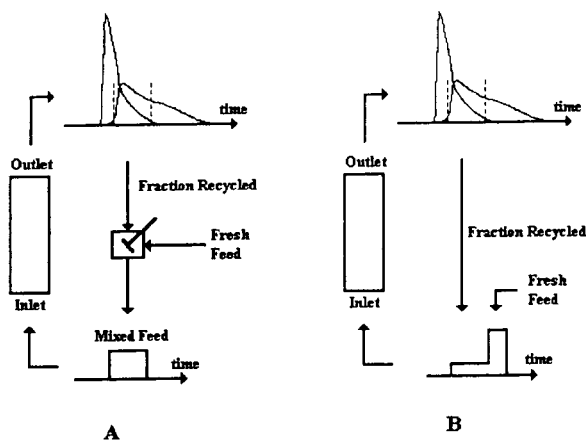 time
Outlet
Fraction Recycled
Fresh
Feed
Inlet
Mixed Feed
time
A
time
Outlet
Fraction Recycled
Fresh
Feed
Inlet
time
B